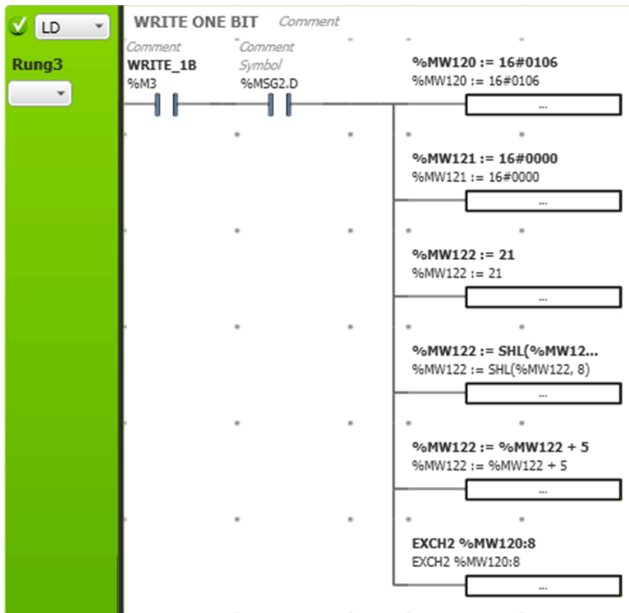 LD
WRITE ONE BIT Comment
Rung3
Comment
WRITE_1B
%M3
Comment
Symbol
%MSG2.D
%MW120 := 16#0106
%MW120 := 16#0106
...
%MW121 := 16#0000
%MW121 := 16#0000
...
%MW122 := 21
%MW122 := 21
...
%MW122 := SHL(%MW12...
%MW122 := SHL(%MW122, 8)
...
%MW122 := %MW122 + 5
%MW122 := %MW122 + 5
...
EXCH2 %MW120:8
EXCH2 %MW120:8
...